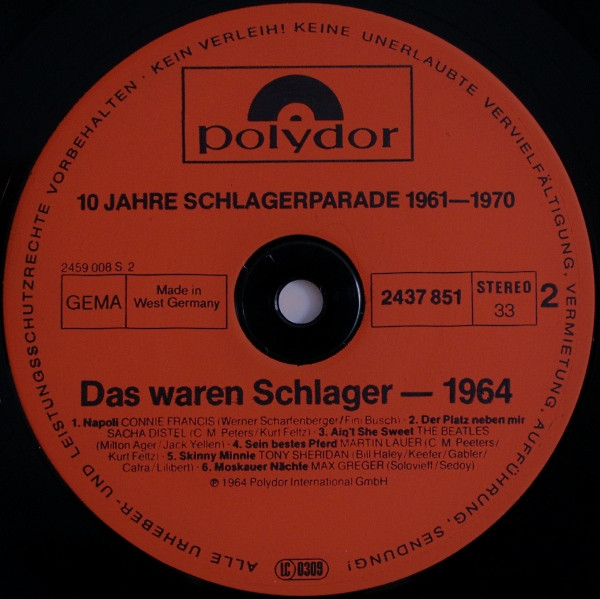 ALLE URHEBER- UND LEISTUNGSSCHUTZRECHTE VORBEHALTEN · KEIN VERLEIH! KEINE UNERLAUBTE VERVIELFÄLTIGUNG, VERMIETUNG, AUFFÜHRUNG, SENDUNG!
polydor
10 JAHRE SCHLAGERPARADE 1961—1970
2459 008 S 2
GEMA
Made in
West Germany
2437 851
STEREO
33
2
Das waren Schlager — 1964
1. Napoli CONNIE FRANCIS (Werner Scharfenberger/Fini Busch) · 2. Der Platz neben mir
SACHA DISTEL (C. M. Peters/Kurt Feltz) · 3. Ain't She Sweet THE BEATLES
(Milton Ager/Jack Yellen) · 4. Sein bestes Pferd MARTIN LAUER (C. M. Peeters/
Kurt Feltz) · 5. Skinny Minnie TONY SHERIDAN (Bill Haley/Keefer/Gabler/
Cafra/Lilibert) · 6. Moskauer Nächte MAX GREGER (Solovieff/Sedoy)
℗ 1964 Polydor International GmbH
LC 0309